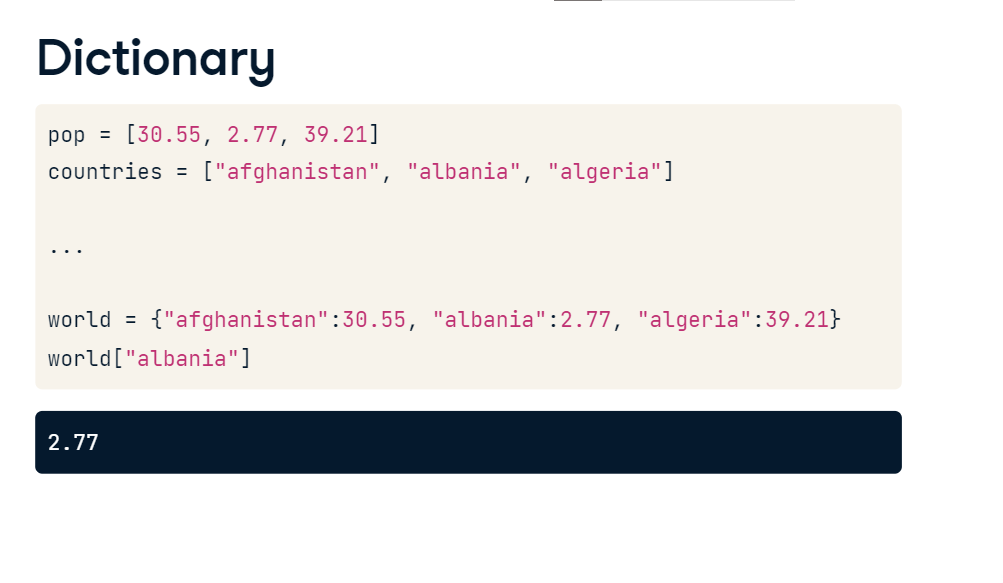 Dictionary
pop = [30.55, 2.77, 39.21]
countries = ["afghanistan", "albania", "algeria"]
...
world = {"afghanistan":30.55, "albania":2.77, "algeria":39.21}
world["albania"]
2.77